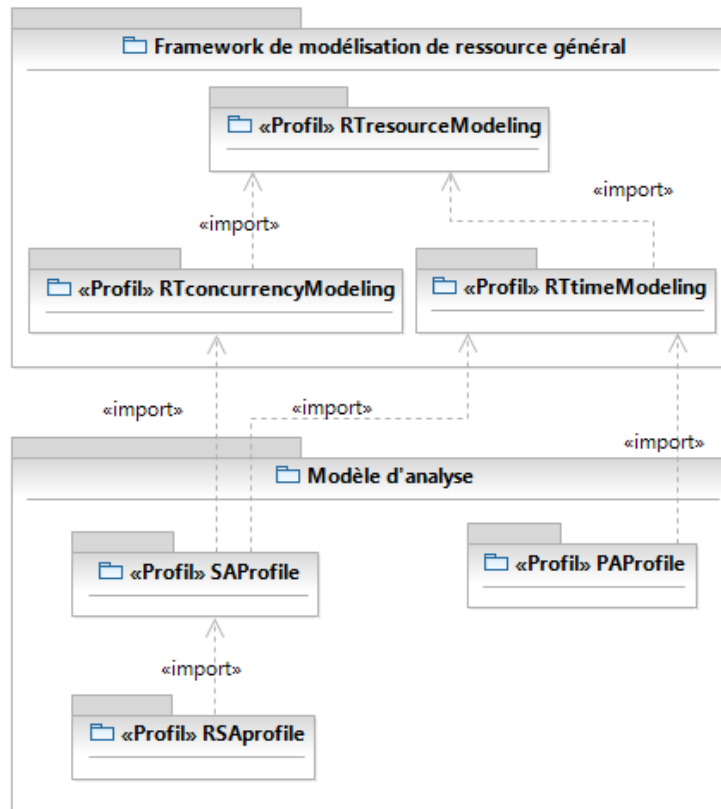 Framework de modélisation de ressource général
«Profil» RTresourceModeling
«import»
«import»
«Profil» RTconcurrencyModeling
«Profil» RTtimeModeling
«import»
«import»
«import»
Modèle d'analyse
«Profil» SAProfile
«Profil» PAProfile
«import»
«Profil» RSAprofile